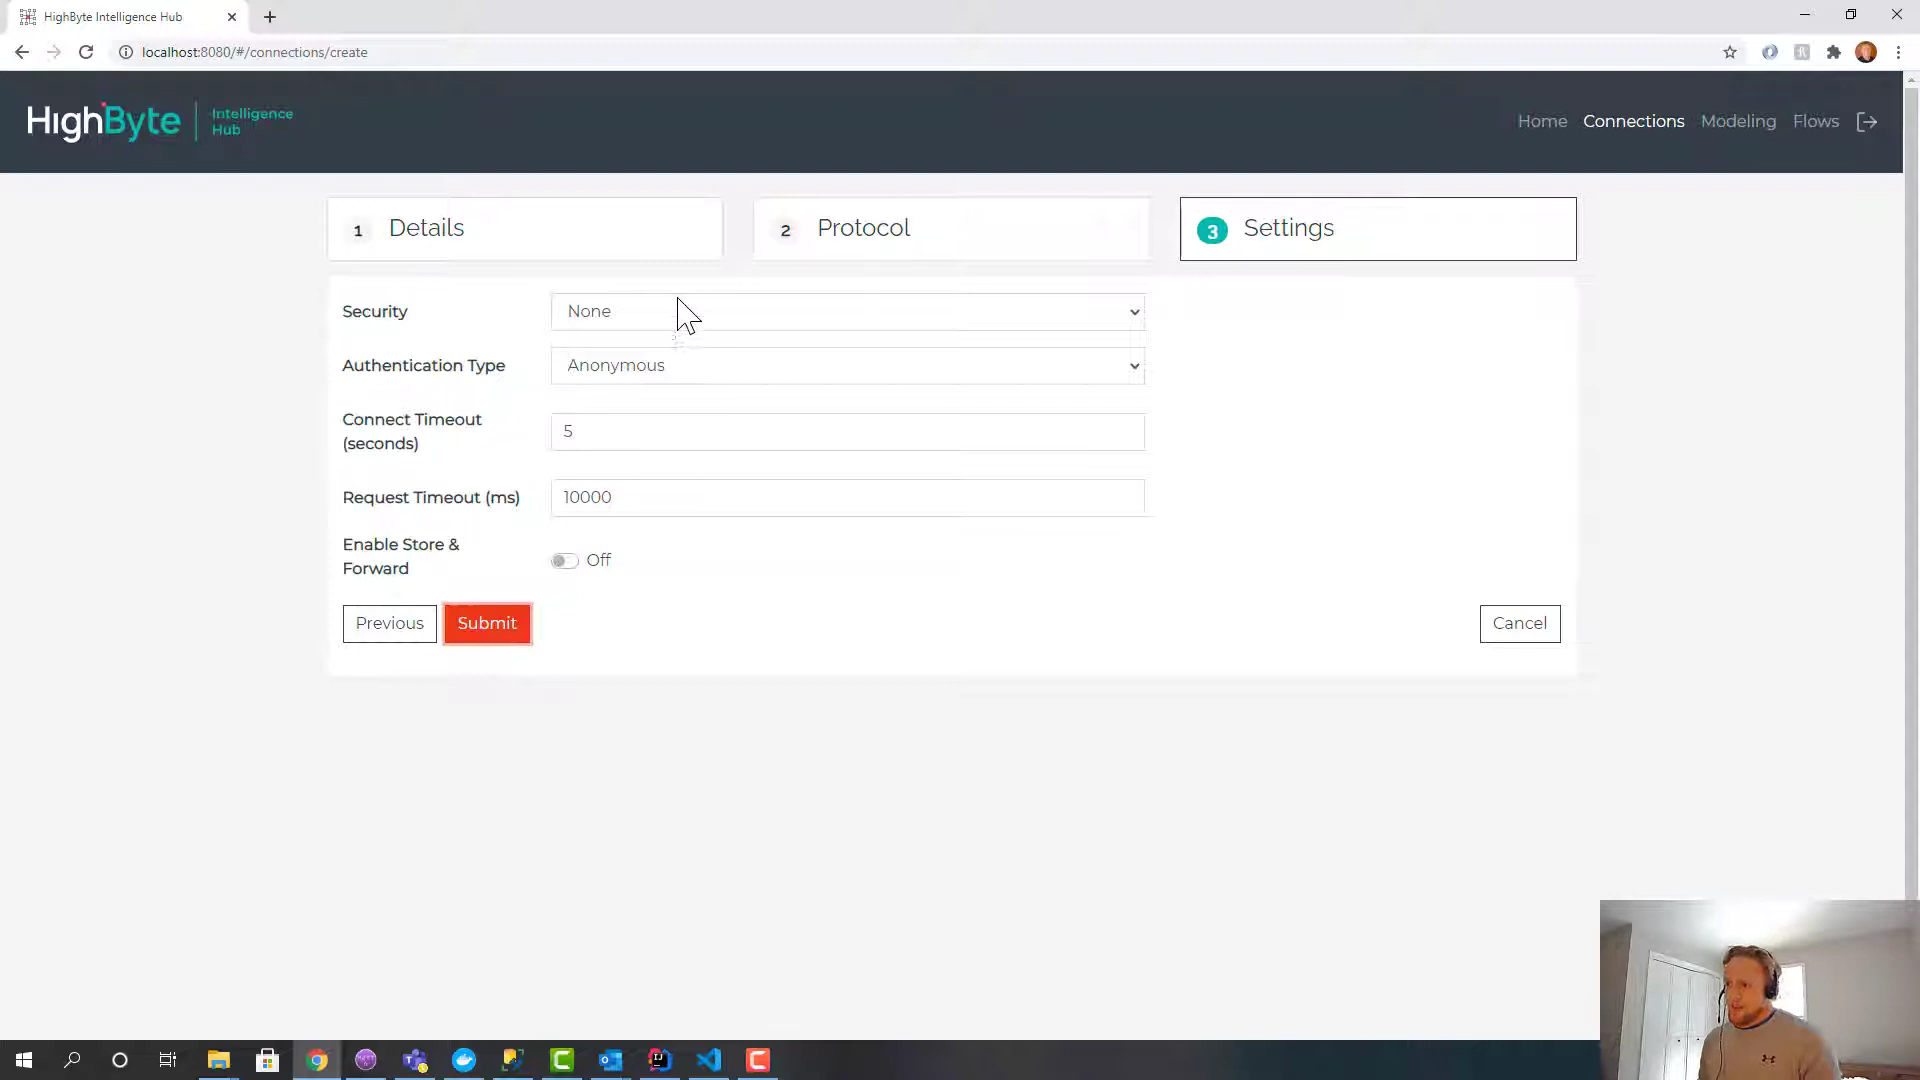 HighByte Intelligence Hub
localhost:8080/#/connections/create
HighByte
Intelligence
Hub
Home Connections Modeling Flows
1 Details
2 Protocol
3 Settings
Security
None
Authentication Type
Anonymous
Connect Timeout
(seconds)
5
Request Timeout (ms)
10000
Enable Store &
Forward
Off
Previous
Submit
Cancel